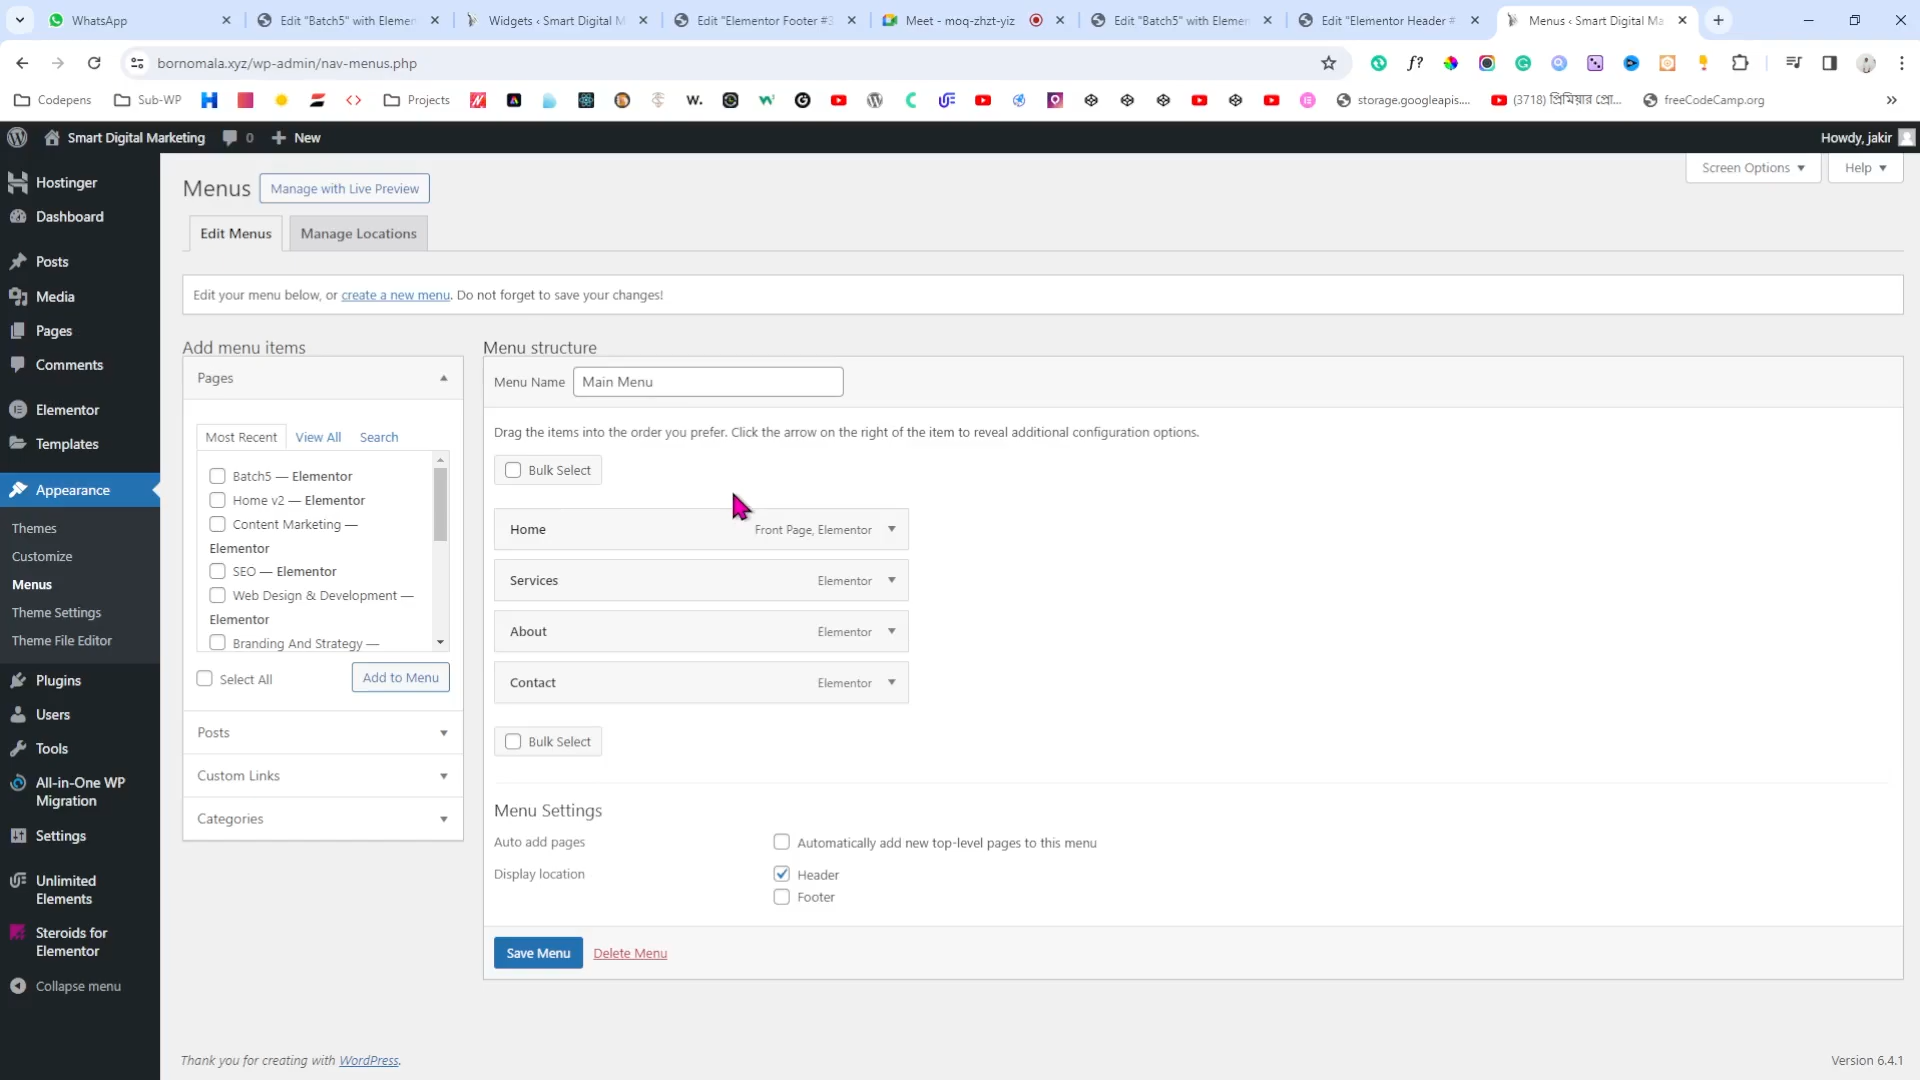 WhatsApp
Edit "Batch5" with Elemen
Widgets ‹ Smart Digital M
Edit "Elementor Footer #3
Meet - moq-zhzt-yiz
Edit "Batch5" with Elemen
Edit "Elementor Header #
Menus ‹ Smart Digital Ma
bornomala.xyz/wp-admin/nav-menus.php
Codepens
Sub-WP
Projects
storage.googleapis....
(3718) প্রিমিয়ার প্রো...
freeCodeCamp.org
Smart Digital Marketing
0
New
Howdy, jakir
Hostinger
Dashboard
Posts
Media
Pages
Comments
Elementor
Templates
Appearance
Themes
Customize
Menus
Theme Settings
Theme File Editor
Plugins
Users
Tools
All-in-One WP
Migration
Settings
Unlimited
Elements
Steroids for
Elementor
Collapse menu
Menus
Manage with Live Preview
Screen Options
Help
Edit Menus
Manage Locations
Edit your menu below, or create a new menu. Do not forget to save your changes!
Add menu items
Pages
Most Recent
View All
Search
Batch5 — Elementor
Home v2 — Elementor
Content Marketing —
Elementor
SEO — Elementor
Web Design & Development —
Elementor
Branding And Strategy —
Select All
Add to Menu
Posts
Custom Links
Categories
Menu structure
Menu Name
Main Menu
Drag the items into the order you prefer. Click the arrow on the right of the item to reveal additional configuration options.
Bulk Select
Home
Front Page, Elementor
Services
Elementor
About
Elementor
Contact
Elementor
Bulk Select
Menu Settings
Auto add pages
Automatically add new top-level pages to this menu
Display location
Header
Footer
Save Menu
Delete Menu
Thank you for creating with WordPress.
Version 6.4.1